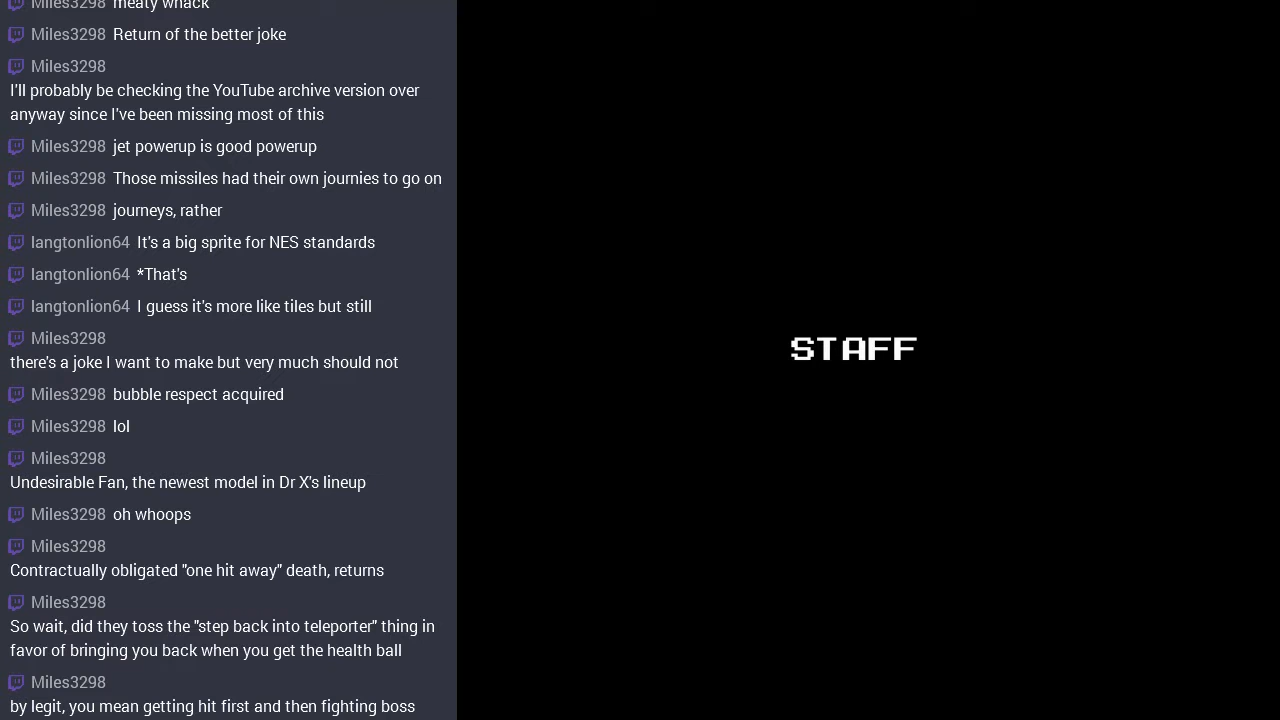 Miles3298 meaty whack
Miles3298 Return of the better joke
Miles3298
I'll probably be checking the YouTube archive version over
anyway since I've been missing most of this
Miles3298 jet powerup is good powerup
Miles3298 Those missiles had their own journies to go on
Miles3298 journeys, rather
langtonlion64 It's a big sprite for NES standards
langtonlion64 *That's
langtonlion64 I guess it's more like tiles but still
Miles3298
there's a joke I want to make but very much should not
Miles3298 bubble respect acquired
Miles3298 lol
Miles3298
Undesirable Fan, the newest model in Dr X's lineup
Miles3298 oh whoops
Miles3298
Contractually obligated "one hit away" death, returns
Miles3298
So wait, did they toss the "step back into teleporter" thing in
favor of bringing you back when you get the health ball
Miles3298
by legit, you mean getting hit first and then fighting boss
STAFF